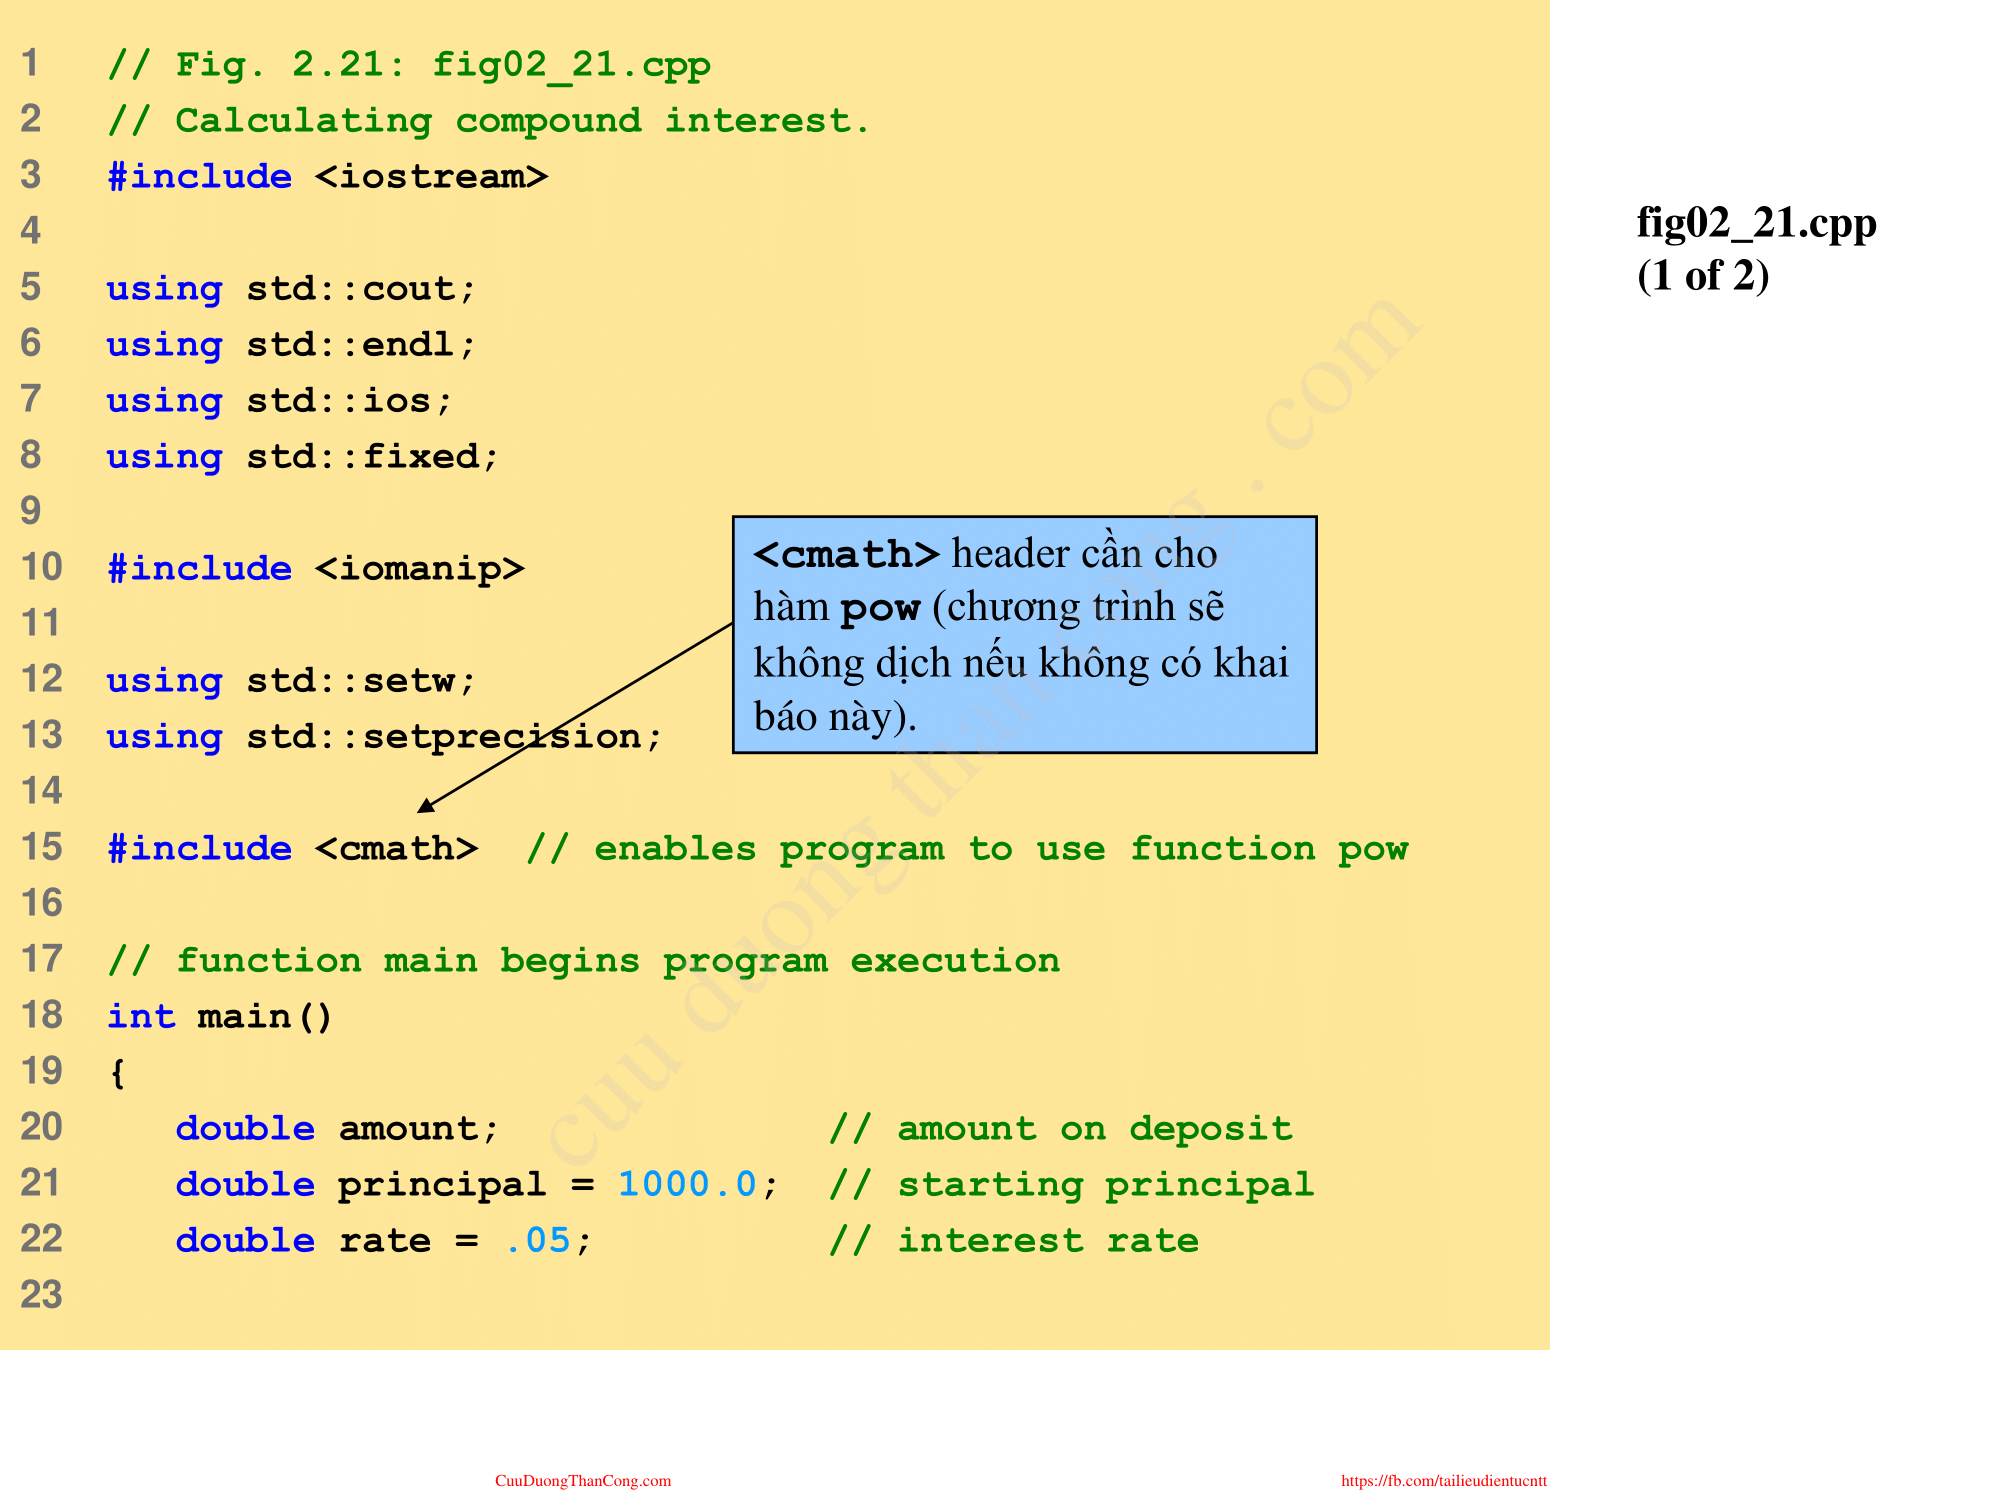 1 // Fig. 2.21: fig02_21.cpp
2 // Calculating compound interest.
3 #include <iostream>
4
5 using std::cout;
6 using std::endl;
7 using std::ios;
8 using std::fixed;
9
10 #include <iomanip>
11
12 using std::setw;
13 using std::setprecision;
14
15 #include <cmath> // enables program to use function pow
16
17 // function main begins program execution
18 int main()
19 {
20 double amount; // amount on deposit
21 double principal = 1000.0; // starting principal
22 double rate = .05; // interest rate
23
<cmath> header cần cho
hàm pow (chương trình sẽ
không dịch nếu không có khai
báo này).
fig02_21.cpp
(1 of 2)
cuu duong than cong . com
CuuDuongThanCong.com
https://fb.com/tailieudientucntt